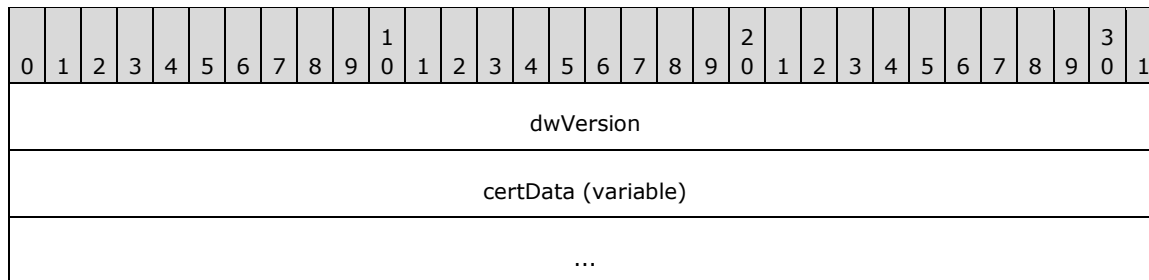 1 2 3
0 1 2 3 4 5 6 7 8 9 0 1 2 3 4 5 6 7 8 9 0 1 2 3 4 5 6 7 8 9 0 1
dwVersion
certData (variable)
...